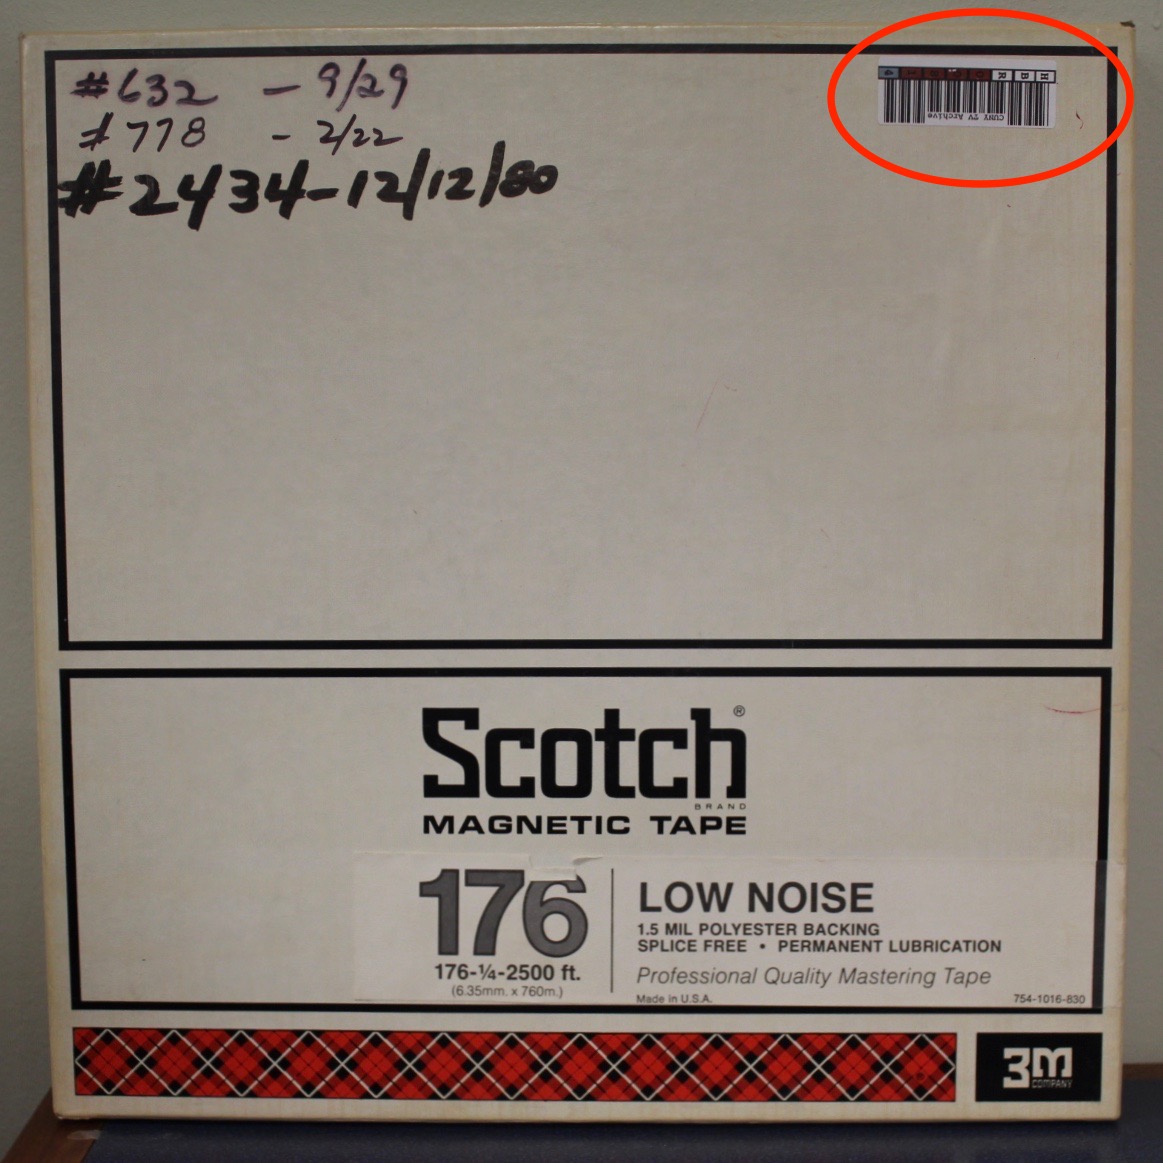 #632 - 9/29
#778 - 2/22
#2434-12/12/80
CUNY TV Archive
Scotch®
BRAND
MAGNETIC TAPE
176
176-¼-2500 ft.
(6.35mm. x 760m.)
LOW NOISE
1.5 MIL POLYESTER BACKING
SPLICE FREE • PERMANENT LUBRICATION
Professional Quality Mastering Tape
Made in U.S.A.
754-1016-830
3M
COMPANY